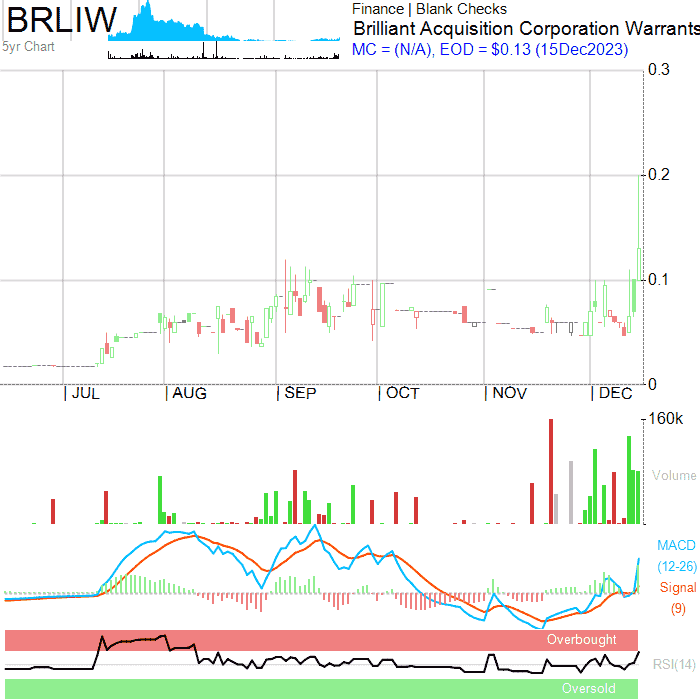 BRLIW
5yr Chart
Finance | Blank Checks
Brilliant Acquisition Corporation Warrants
MC = (N/A), EOD = $0.13 (15Dec2023)
0.3
0.2
0.1
0
| JUL | AUG | SEP | OCT | NOV | DEC
160k
Volume
MACD
(12-26)
Signal
(9)
Overbought
RSI(14)
Oversold